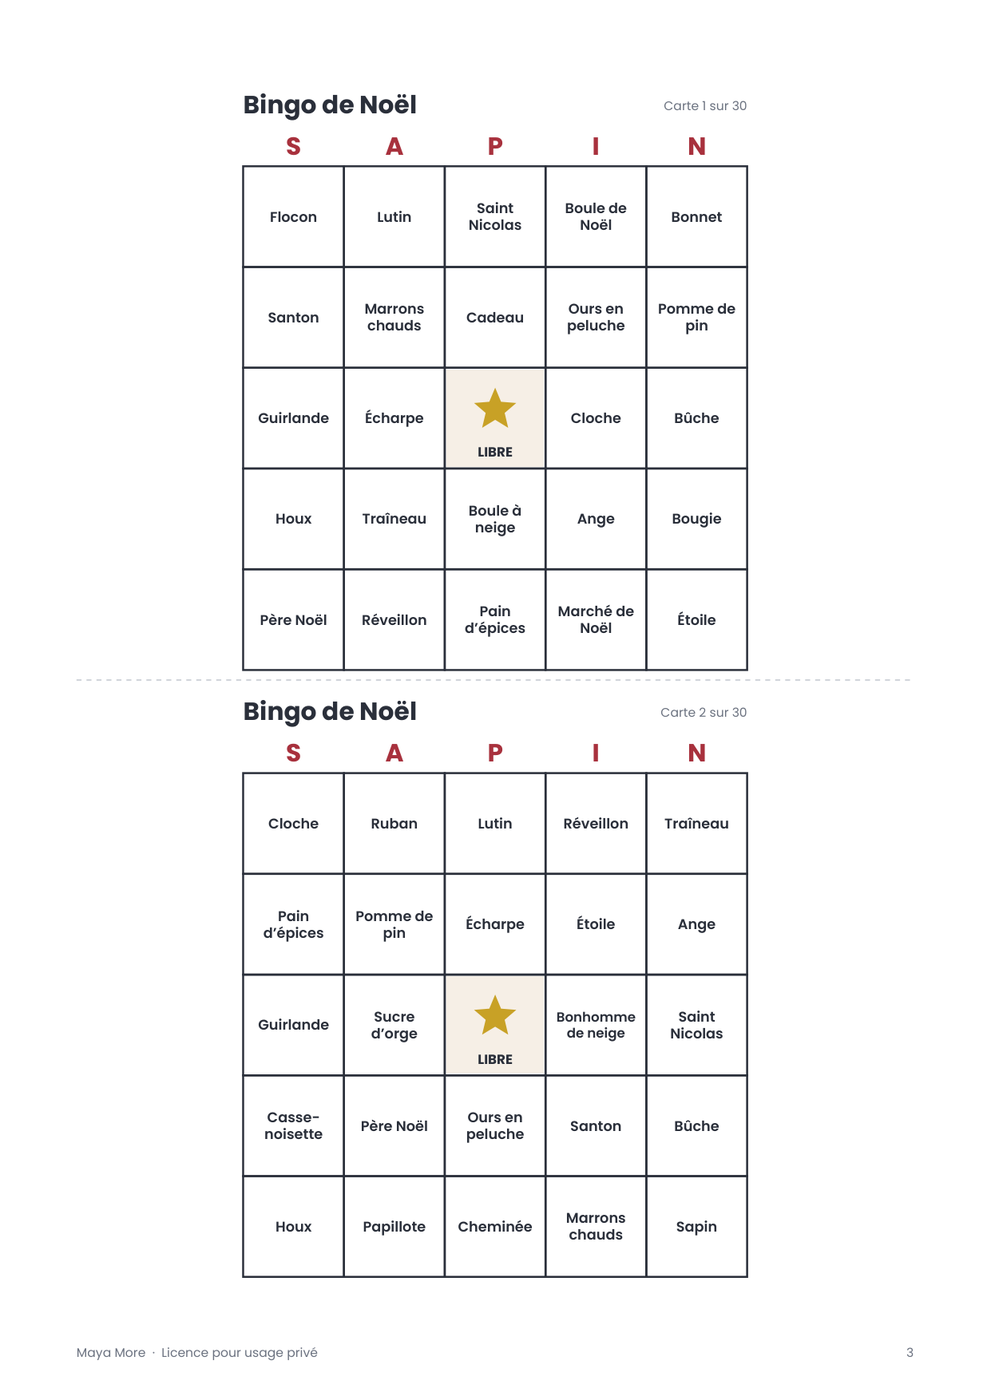 Bingo de Noël
Carte 1 sur 30
S A P I N
Flocon
Lutin
Saint
Nicolas
Boule de
Noël
Bonnet
Santon
Marrons
chauds
Cadeau
Ours en
peluche
Pomme de
pin
Guirlande
Écharpe
LIBRE
Cloche
Bûche
Houx
Traîneau
Boule à
neige
Ange
Bougie
Père Noël
Réveillon
Pain
d’épices
Marché de
Noël
Étoile
Bingo de Noël
Carte 2 sur 30
S A P I N
Cloche
Ruban
Lutin
Réveillon
Traîneau
Pain
d’épices
Pomme de
pin
Écharpe
Étoile
Ange
Guirlande
Sucre
d’orge
LIBRE
Bonhomme
de neige
Saint
Nicolas
Casse-
noisette
Père Noël
Ours en
peluche
Santon
Bûche
Houx
Papillote
Cheminée
Marrons
chauds
Sapin
Maya More · Licence pour usage privé
3